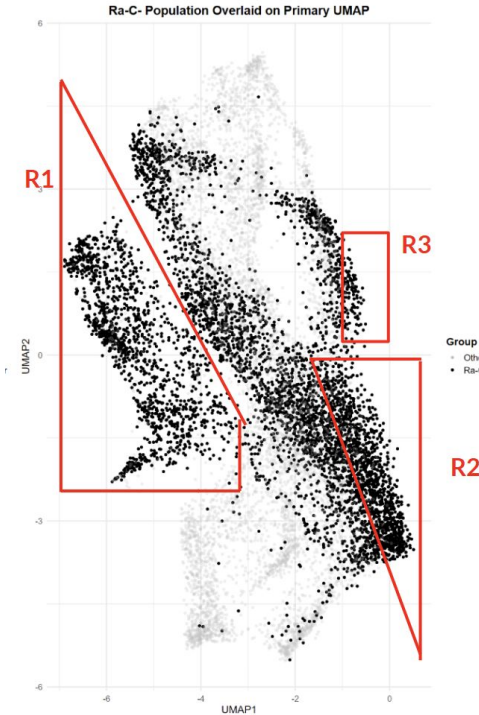 Ra-C- Population Overlaid on Primary UMAP
6
R1
3
R3
Group
0
UMAP2
R2
-3
-6
-6
-4
-2
0
UMAP1